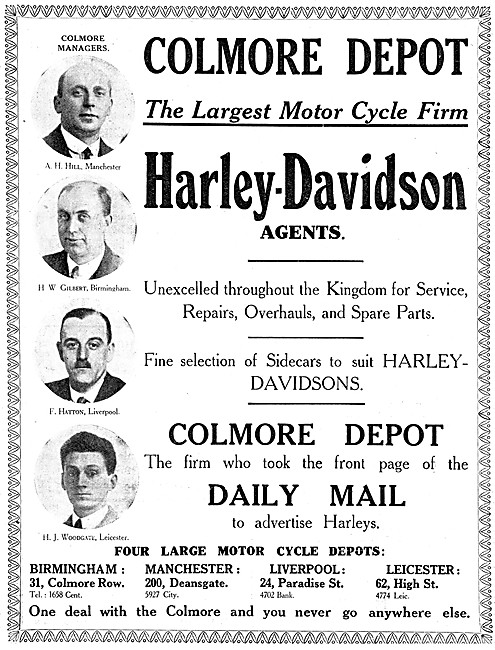 COLMORE
MANAGERS.
A. H. HILL, Manchester
H. W. GILBERT, Birmingham.
F. HATTON, Liverpool.
H. J. WOODGATE, Leicester.
COLMORE DEPOT
The Largest Motor Cycle Firm
Harley-Davidson
AGENTS.
Unexcelled throughout the Kingdom for Service,
Repairs, Overhauls, and Spare Parts.
Fine selection of Sidecars to suit HARLEY-
DAVIDSONS.
COLMORE DEPOT
The firm who took the front page of the
DAILY MAIL
to advertise Harleys.
FOUR LARGE MOTOR CYCLE DEPOTS:
BIRMINGHAM: MANCHESTER: LIVERPOOL: LEICESTER:
31, Colmore Row. 200, Deansgate. 24, Paradise St. 62, High St.
Tel.: 1658 Cent. 5927 City. 4702 Bank. 4774 Leic.
One deal with the Colmore and you never go anywhere else.